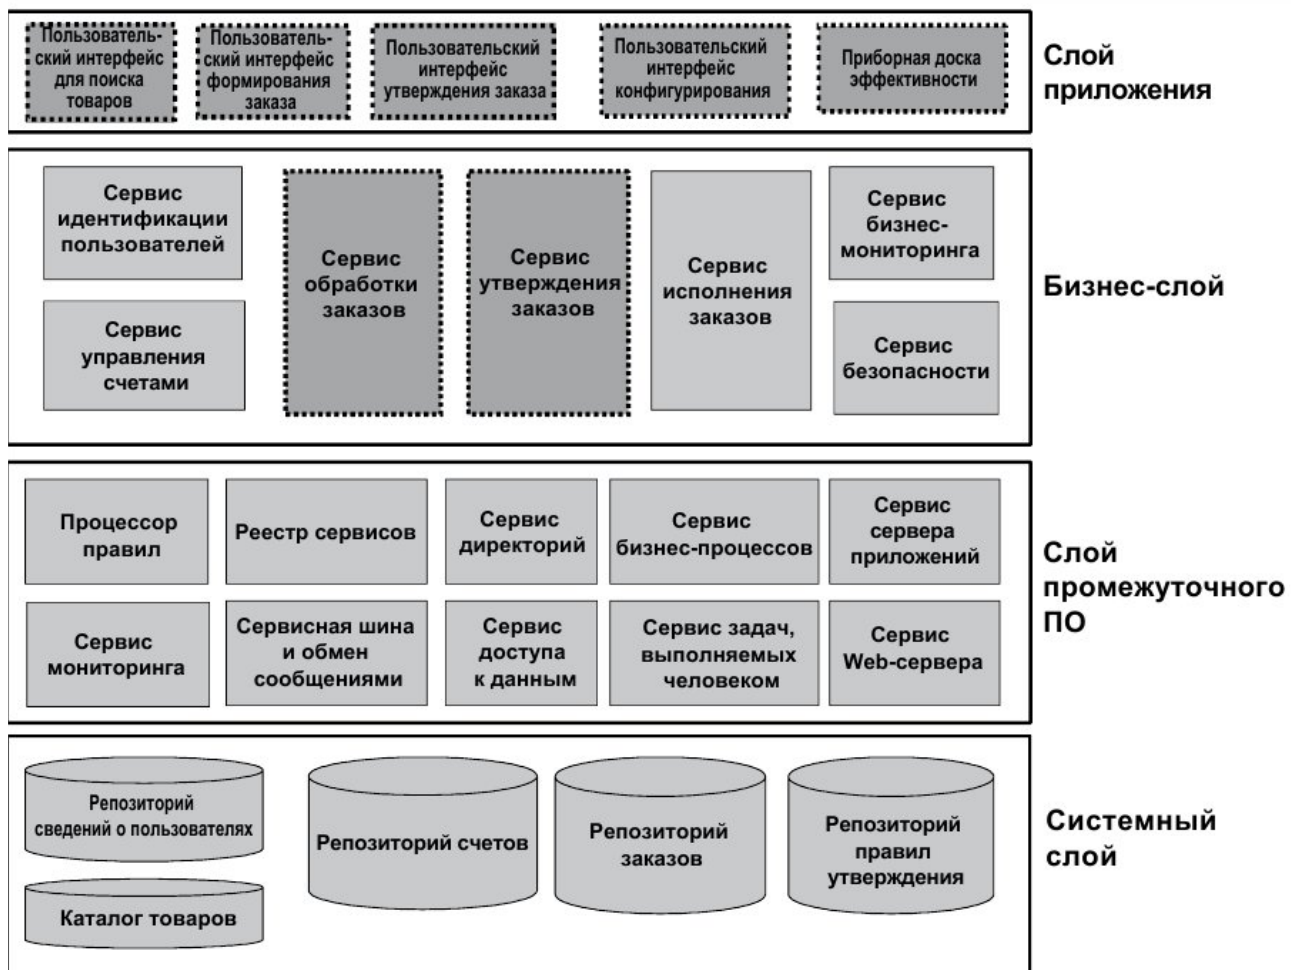 Пользователь-
ский интерфейс
для поиска
товаров
Пользователь-
ский интерфейс
формирования
заказа
Пользовательский
интерфейс
утверждения заказа
Пользовательский
интерфейс
конфигурирования
Приборная доска
эффективности
Слой
приложения
Сервис
идентификации
пользователей
Сервис
управления
счетами
Сервис
обработки
заказов
Сервис
утверждения
заказов
Сервис
исполнения
заказов
Сервис
бизнес-
мониторинга
Сервис
безопасности
Бизнес-слой
Процессор
правил
Реестр сервисов
Сервис
директорий
Сервис
бизнес-процессов
Сервис
сервера
приложений
Сервис
мониторинга
Сервисная шина
и обмен
сообщениями
Сервис
доступа
к данным
Сервис задач,
выполняемых
человеком
Сервис
Web-сервера
Слой
промежуточного
ПО
Репозиторий
сведений о пользователях
Каталог товаров
Репозиторий счетов
Репозиторий
заказов
Репозиторий
правил
утверждения
Системный
слой